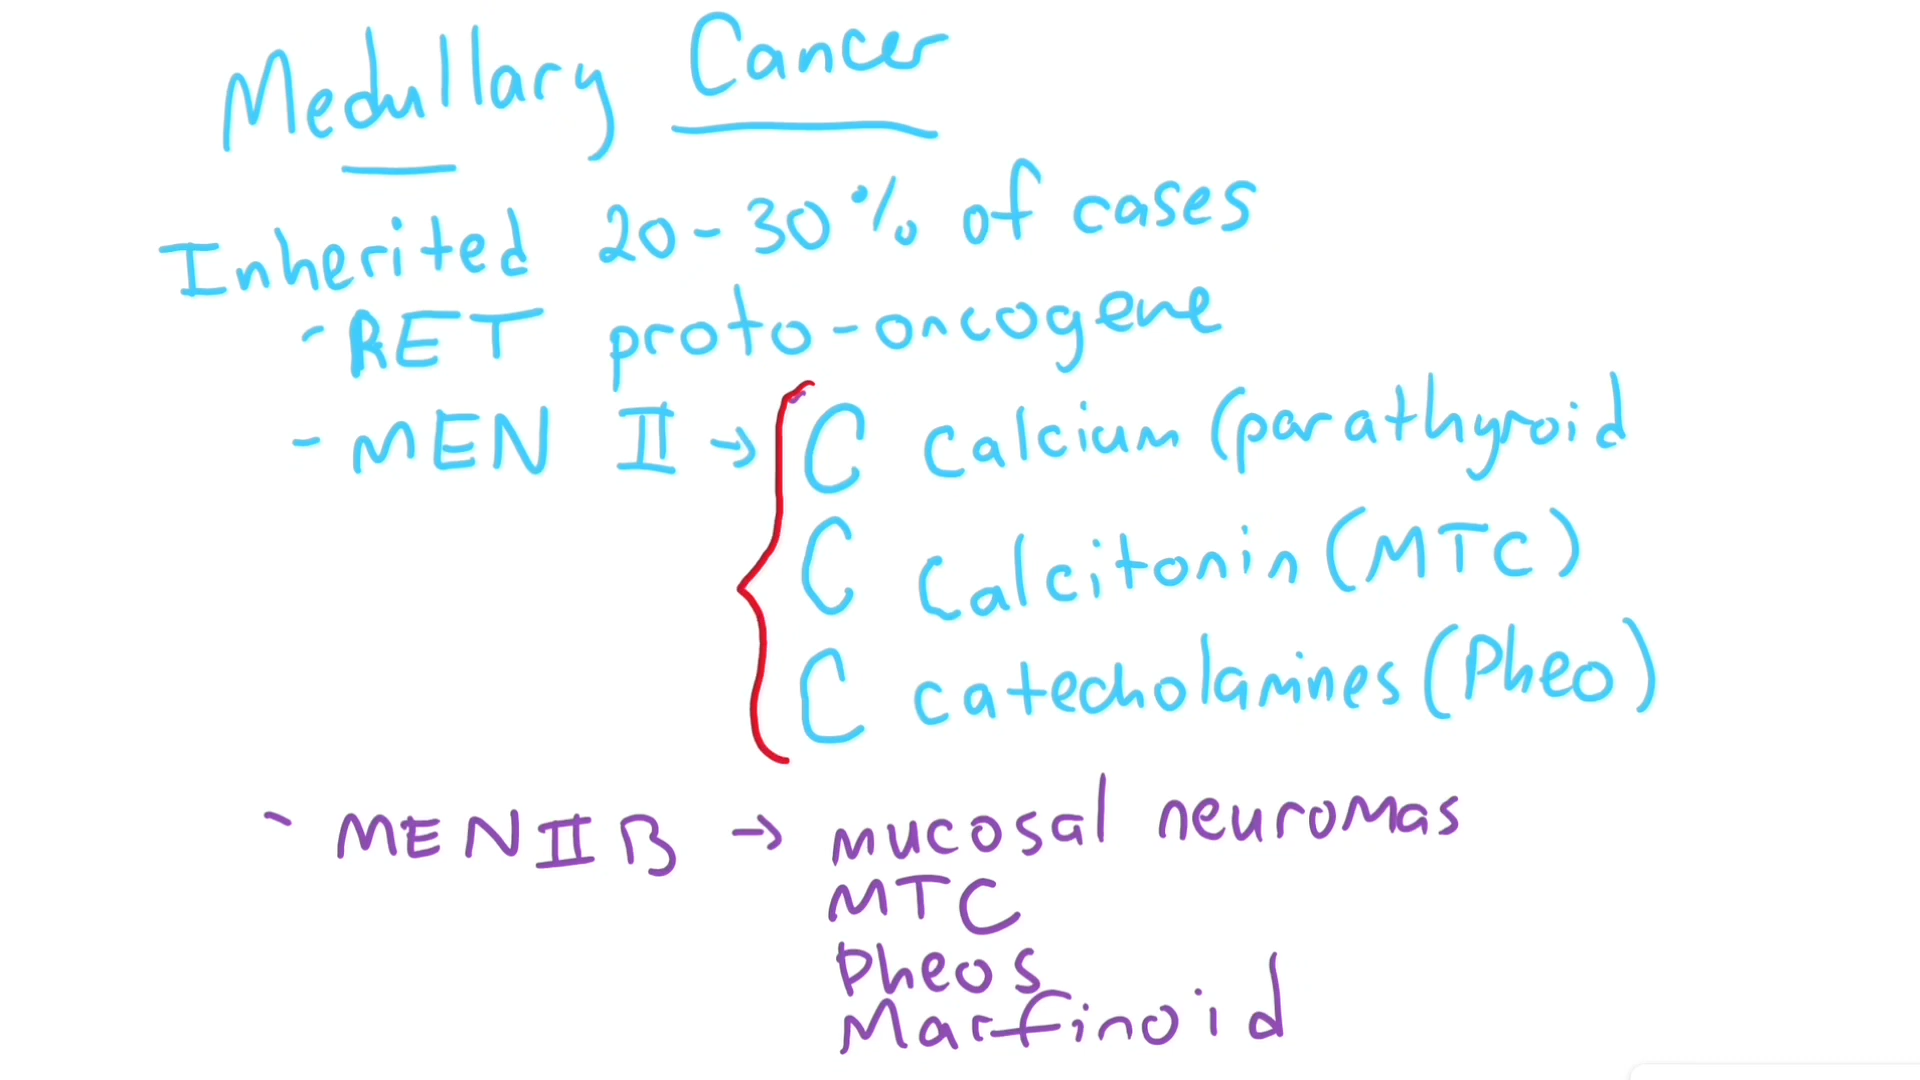 Medullary Cancer
Inherited 20-30% of cases
- RET proto-oncogene
- MEN II → C calcium (parathyroid
C Calcitonin (MTC)
C catecholamines (Pheo)
- MEN II B → mucosal neuromas
MTC
Pheos
Marfinoid